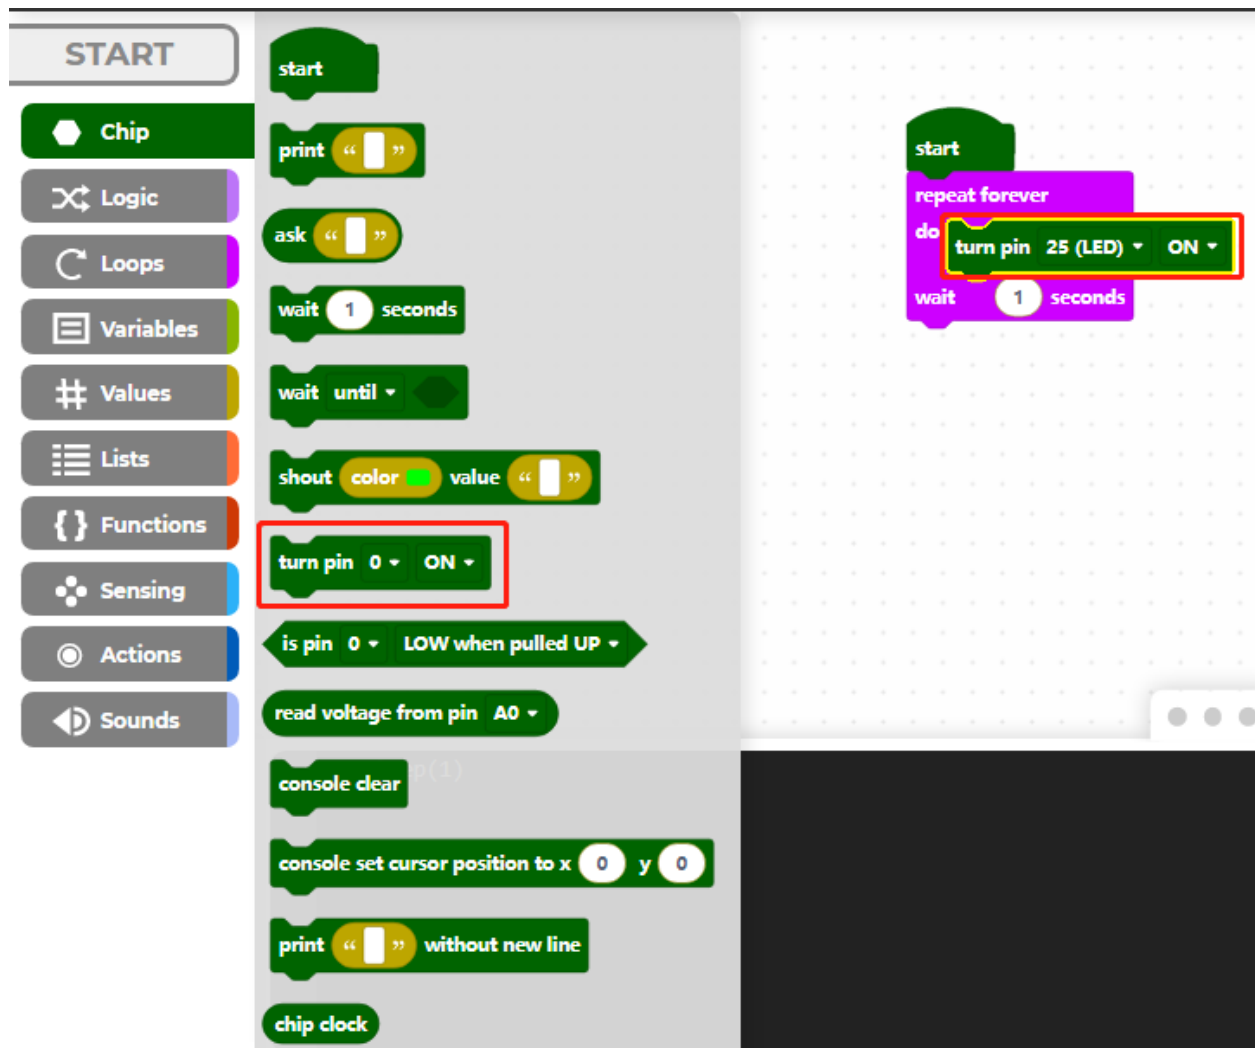 START
Chip
Logic
Loops
Variables
Values
Lists
Functions
Sensing
Actions
Sounds
start
print “ ”
ask “ ”
wait 1 seconds
wait until
shout color value “ ”
turn pin 0 ON
is pin 0 LOW when pulled UP
read voltage from pin A0
console clear
console set cursor position to x 0 y 0
print “ ” without new line
chip clock
start
repeat forever
do turn pin 25 (LED) ON
wait 1 seconds
p(1)